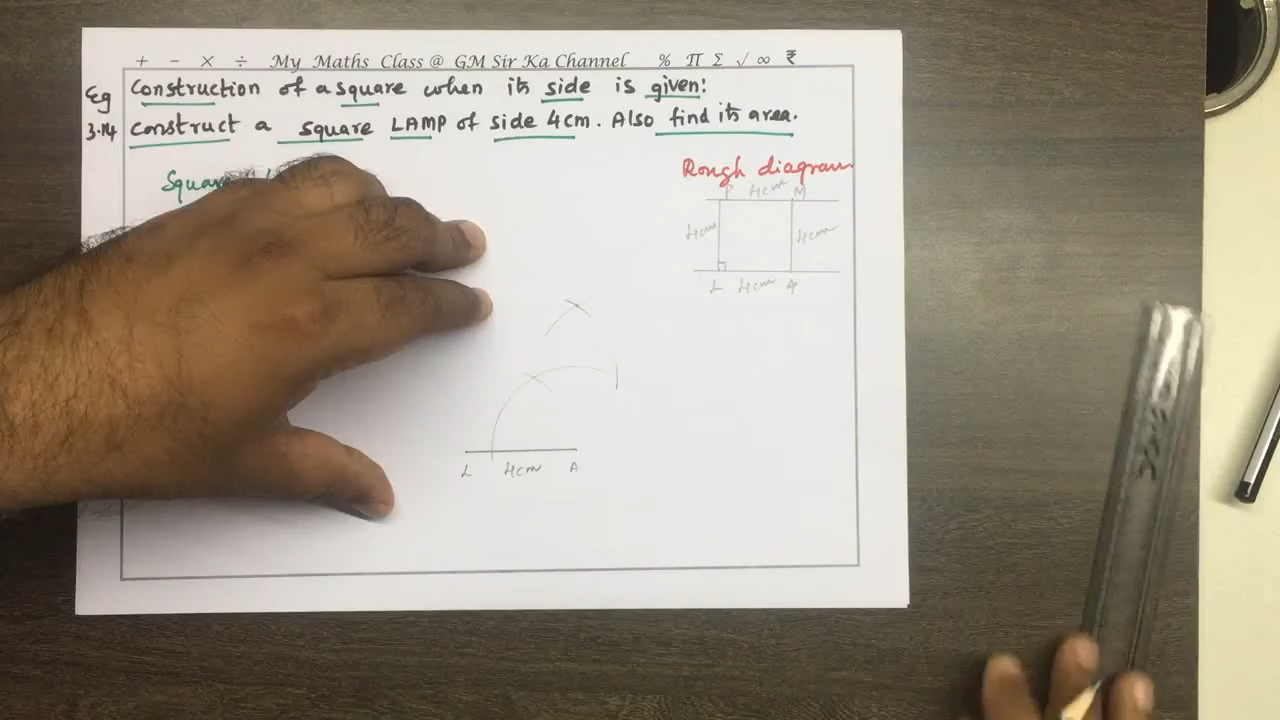 + - × ÷ My Maths Class @ GM Sir Ka Channel % Π Σ √ ∞ ₹
Eg Construction of a square when its side is given:
3.14 Construct a square LAMP of side 4cm. Also find its area.
Rough diagram
P 4cm M
4cm 4cm
L 4cm A
L 4cm A